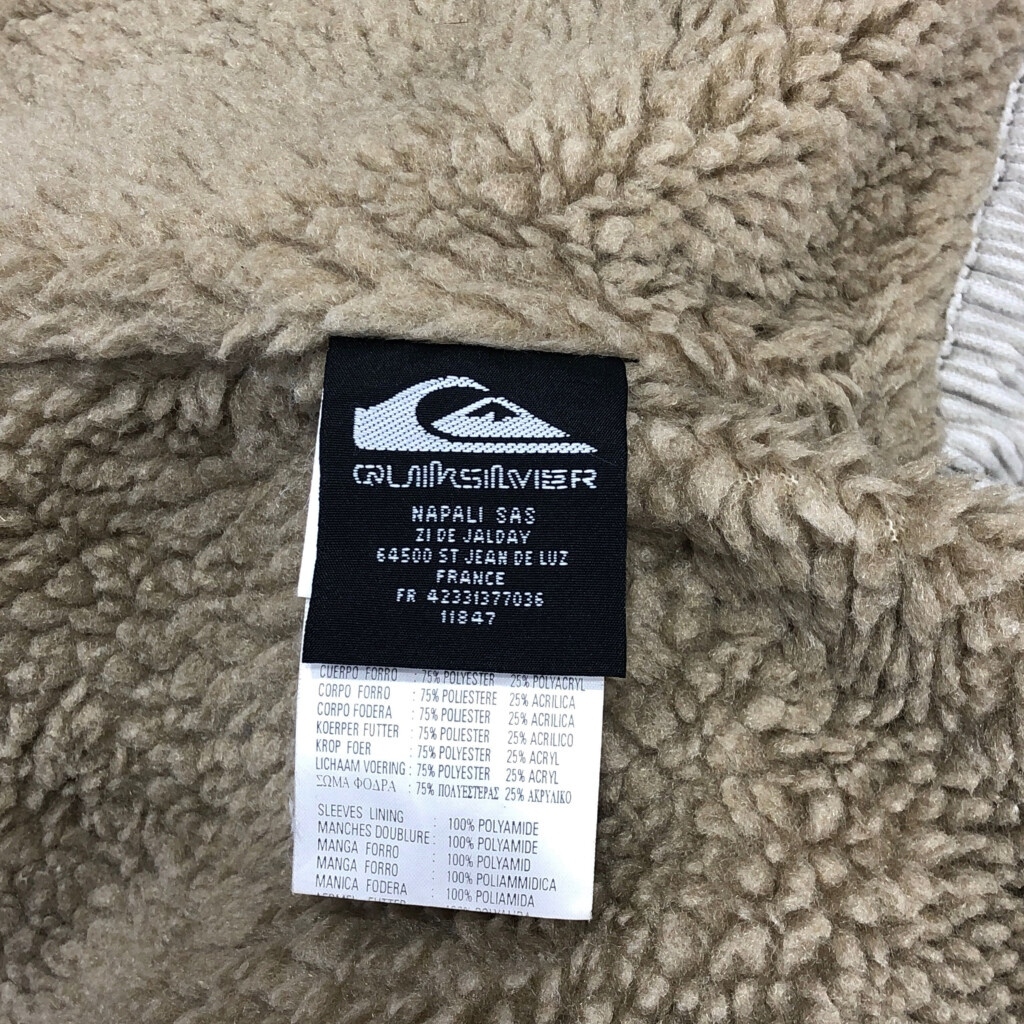 QUIKSILVER
NAPALI SAS
ZI DE JALDAY
64500 ST JEAN DE LUZ
FRANCE
FR 42331377036
11847
CUERPO FORRO : 75% POLYESTER 25% POLYACRYL
CORPO FORRO : 75% POLIESTERE 25% ACRILICA
CORPO FODERA : 75% POLIESTER 25% ACRILICA
KOERPER FUTTER : 75% POLYESTER 25% ACRILICO
KROP FOER : 75% POLYESTER 25% ACRYL
LICHAAM VOERING : 75% POLYESTER 25% ACRYL
ΣΩΜΑ ΦΟΔΡΑ : 75% ΠΟΛΥΕΣΤΕΡΑΣ 25% ΑΚΡΥΛΙΚΟ
SLEEVES LINING : 100% POLYAMIDE
MANCHES DOUBLURE : 100% POLYAMIDE
MANGA FORRO : 100% POLYAMID
MANGA FORRO : 100% POLIAMMIDICA
MANICA FODERA : 100% POLIAMIDA